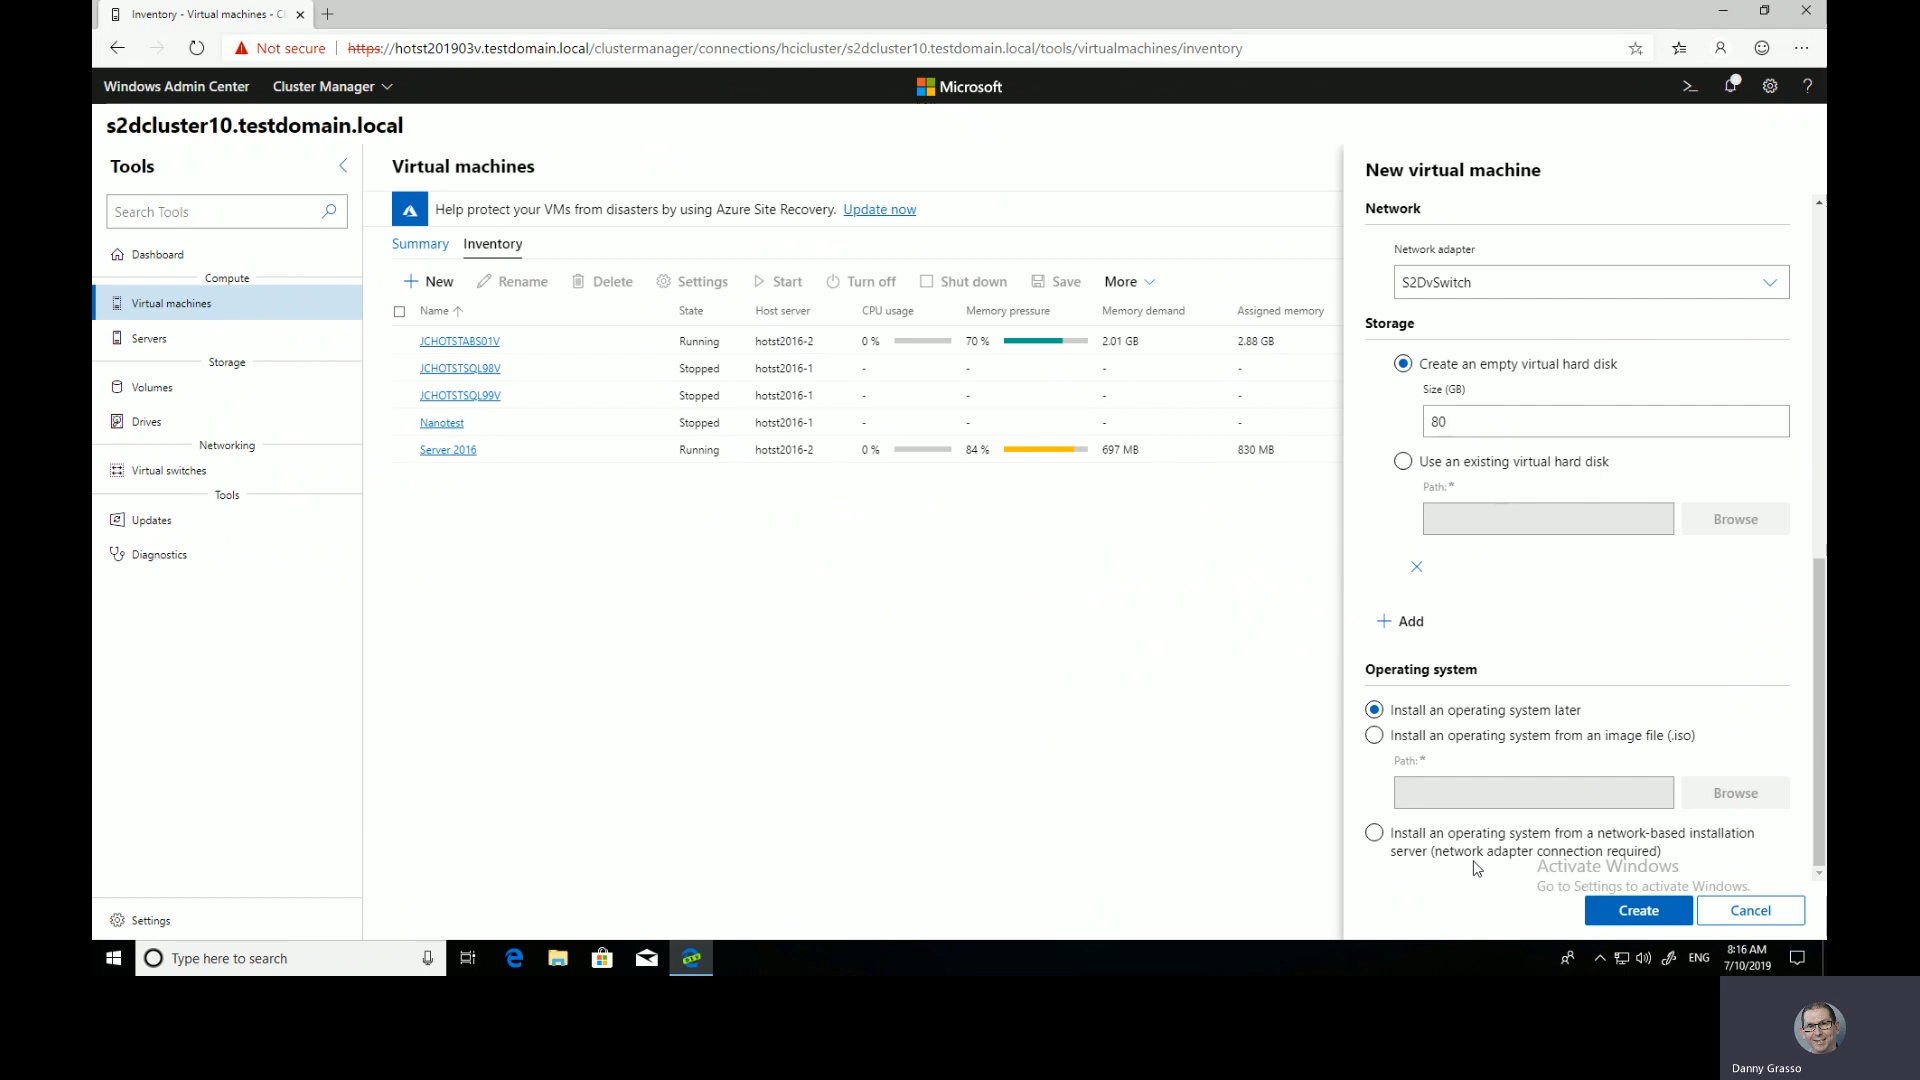 Inventory - Virtual machines - Cl
Not secure
https://hotst201903v.testdomain.local/clustermanager/connections/hcicluster/s2dcluster10.testdomain.local/tools/virtualmachines/inventory
Windows Admin Center
Cluster Manager
Microsoft
s2dcluster10.testdomain.local
Tools
Search Tools
Dashboard
Compute
Virtual machines
Servers
Storage
Volumes
Drives
Networking
Virtual switches
Tools
Updates
Diagnostics
Settings
Virtual machines
Help protect your VMs from disasters by using Azure Site Recovery. Update now
Summary Inventory
New Rename Delete Settings Start Turn off Shut down Save More
Name State Host server CPU usage Memory pressure Memory demand Assigned memory
JCHOTSTABS01V Running hotst2016-2 0 % 70 % 2.01 GB 2.88 GB
JCHOTSTSQL98V Stopped hotst2016-1 - - - -
JCHOTSTSQL99V Stopped hotst2016-1 - - - -
Nanotest Stopped hotst2016-1 - - - -
Server 2016 Running hotst2016-2 0 % 84 % 697 MB 830 MB
New virtual machine
Network
Network adapter
S2DvSwitch
Storage
Create an empty virtual hard disk
Size (GB)
80
Use an existing virtual hard disk
Path: *
Browse
Add
Operating system
Install an operating system later
Install an operating system from an image file (.iso)
Path: *
Browse
Install an operating system from a network-based installation
server (network adapter connection required)
Activate Windows
Go to Settings to activate Windows.
Create Cancel
Type here to search
ENG
8:16 AM
7/10/2019
Danny Grasso